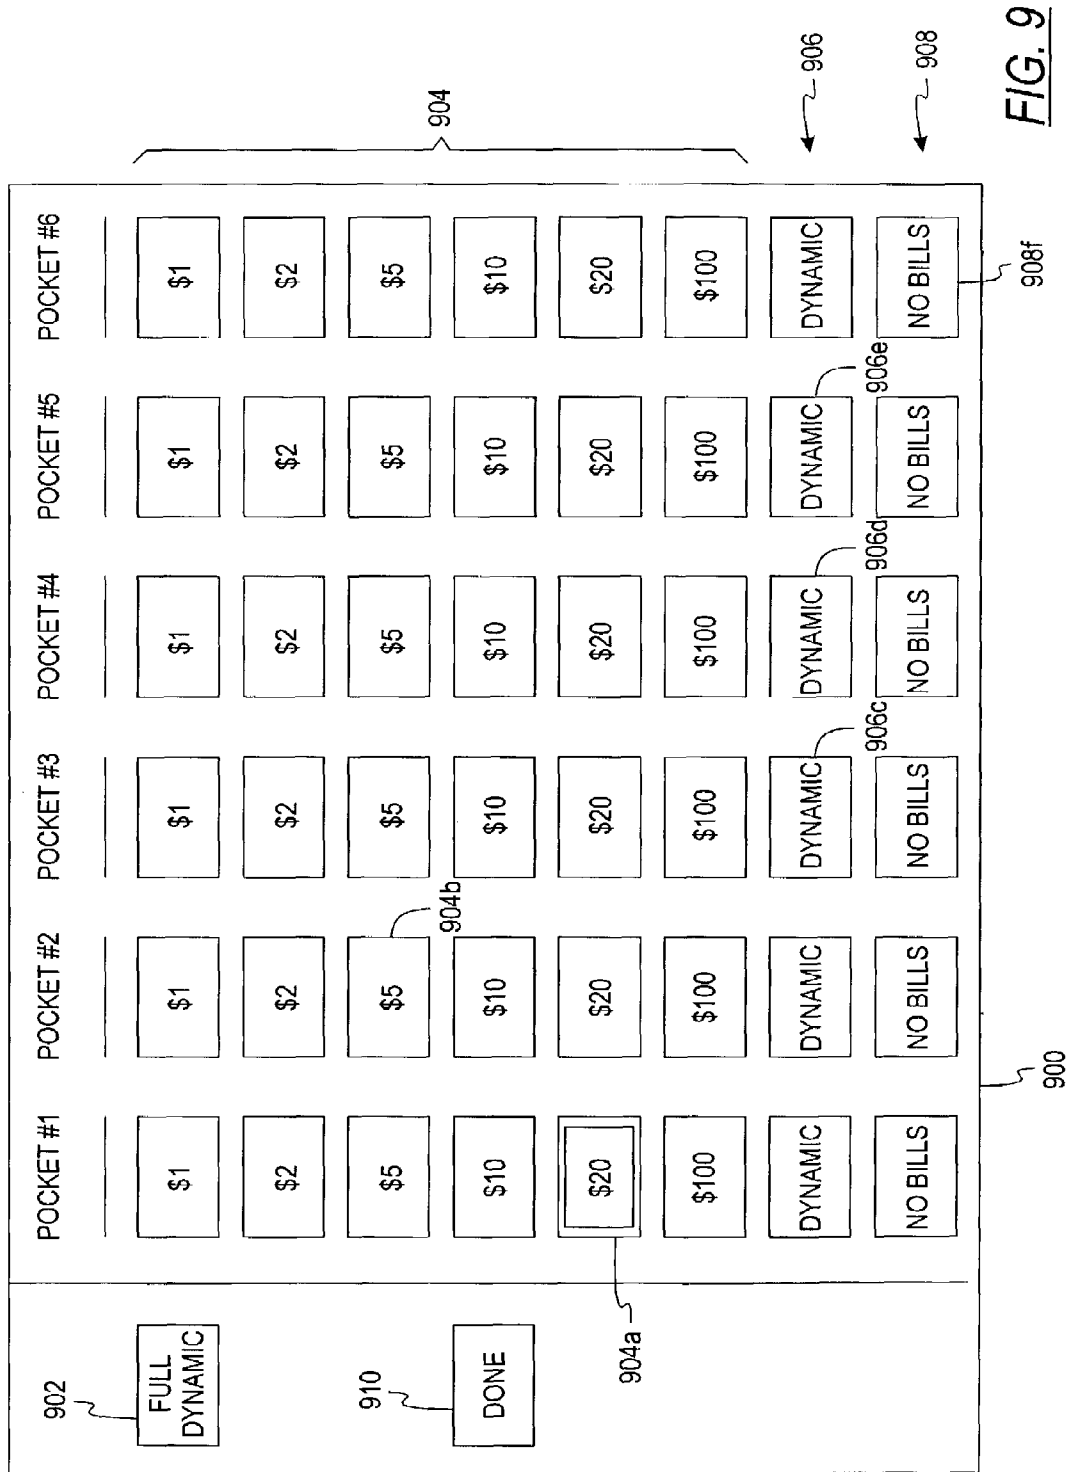 POCKET #1 POCKET #2 POCKET #3 POCKET #4 POCKET #5 POCKET #6
902
FULL
DYNAMIC
$1 $1 $1 $1 $1 $1
$2 $2 $2 $2 $2 $2
910
$5 $5 $5 $5 $5 $5
904
904b
DONE
$10 $10 $10 $10 $10 $10
$20 $20 $20 $20 $20 $20
904a
$100 $100 $100 $100 $100 $100
DYNAMIC DYNAMIC DYNAMIC DYNAMIC DYNAMIC DYNAMIC
906
906c 906d 906e
NO BILLS NO BILLS NO BILLS NO BILLS NO BILLS NO BILLS
908
900
908f
FIG. 9